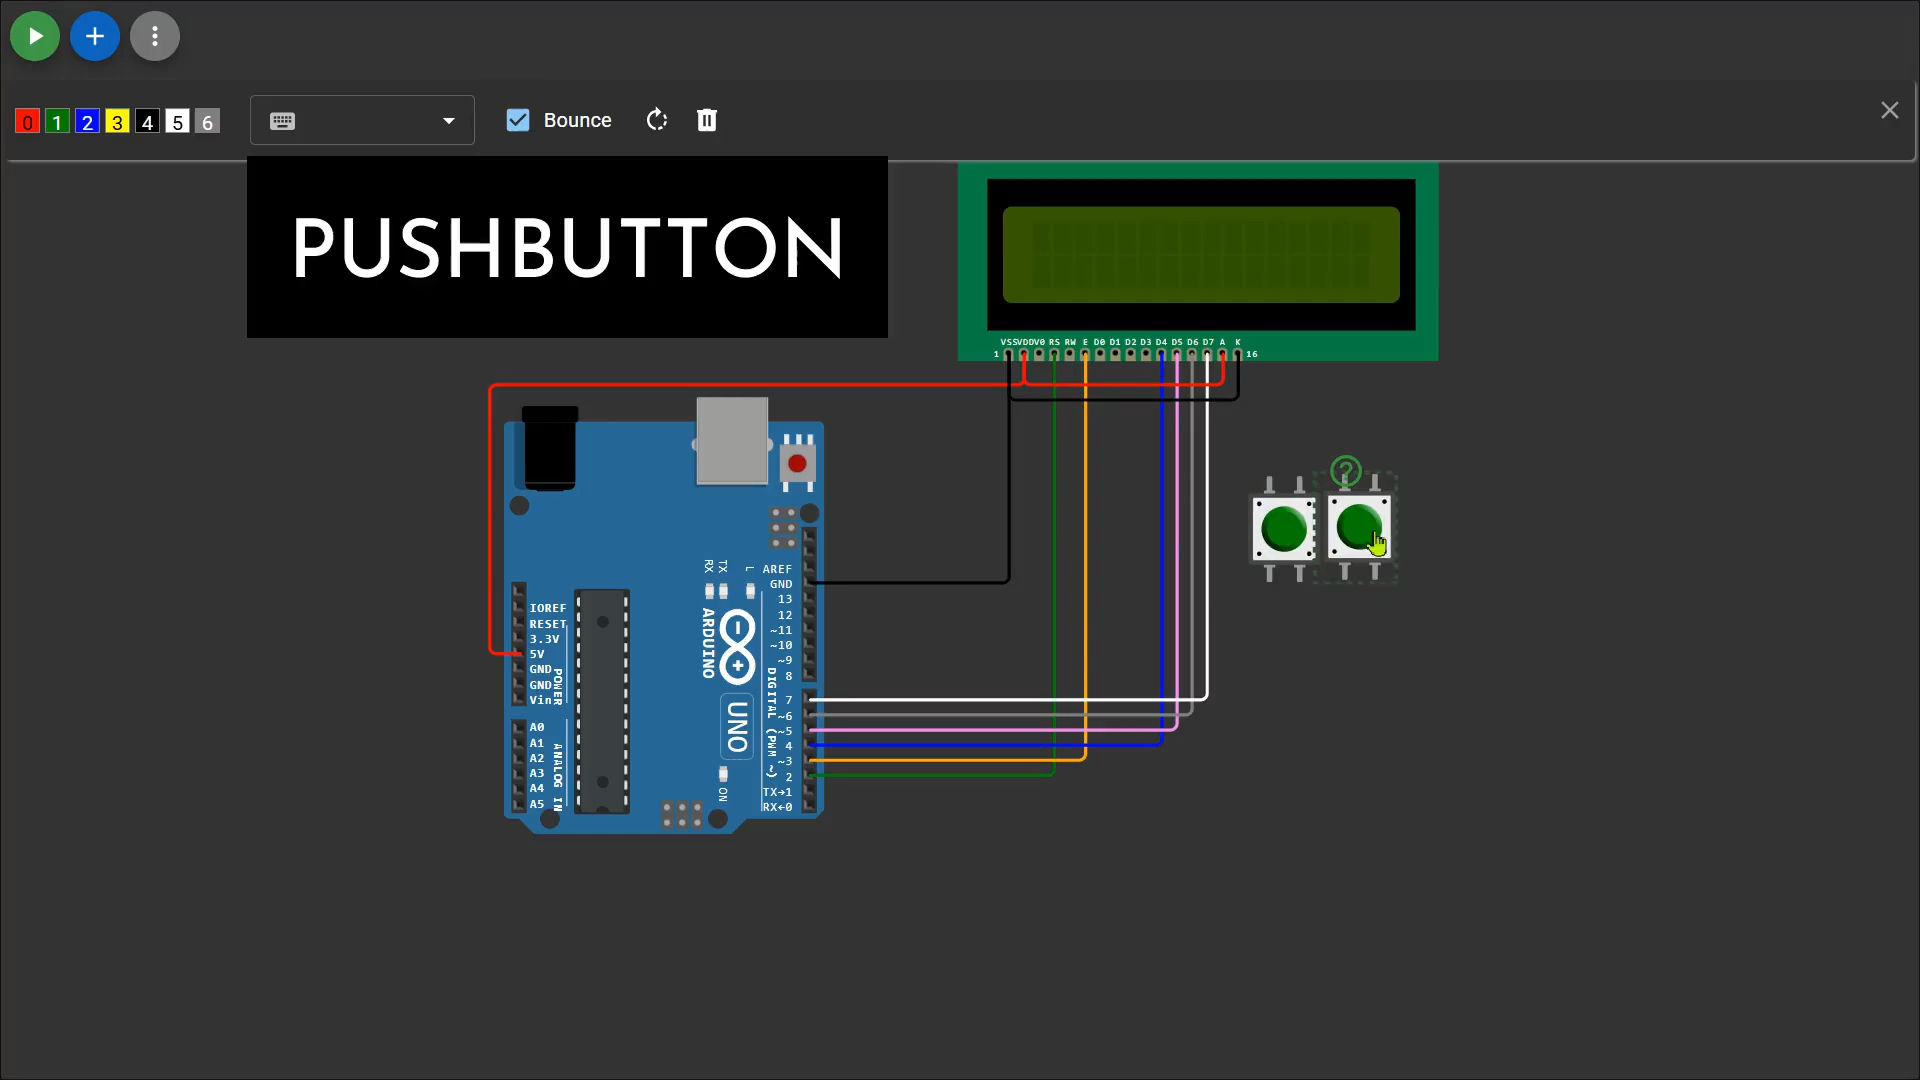 0 1 2 3 4 5 6
Bounce
PUSHBUTTON
VSS VDD V0 RS RW E D0 D1 D2 D3 D4 D5 D6 D7 A K
1
16
?
RX
TX
L
AREF
GND
13
12
~11
~10
~9
8
7
~6
~5
4
~3
2
TX→1
RX←0
DIGITAL (PWM ~)
ARDUINO
UNO
ON
IOREF
RESET
3.3V
5V
GND
GND
Vin
POWER
A0
A1
A2
A3
A4
A5
ANALOG IN